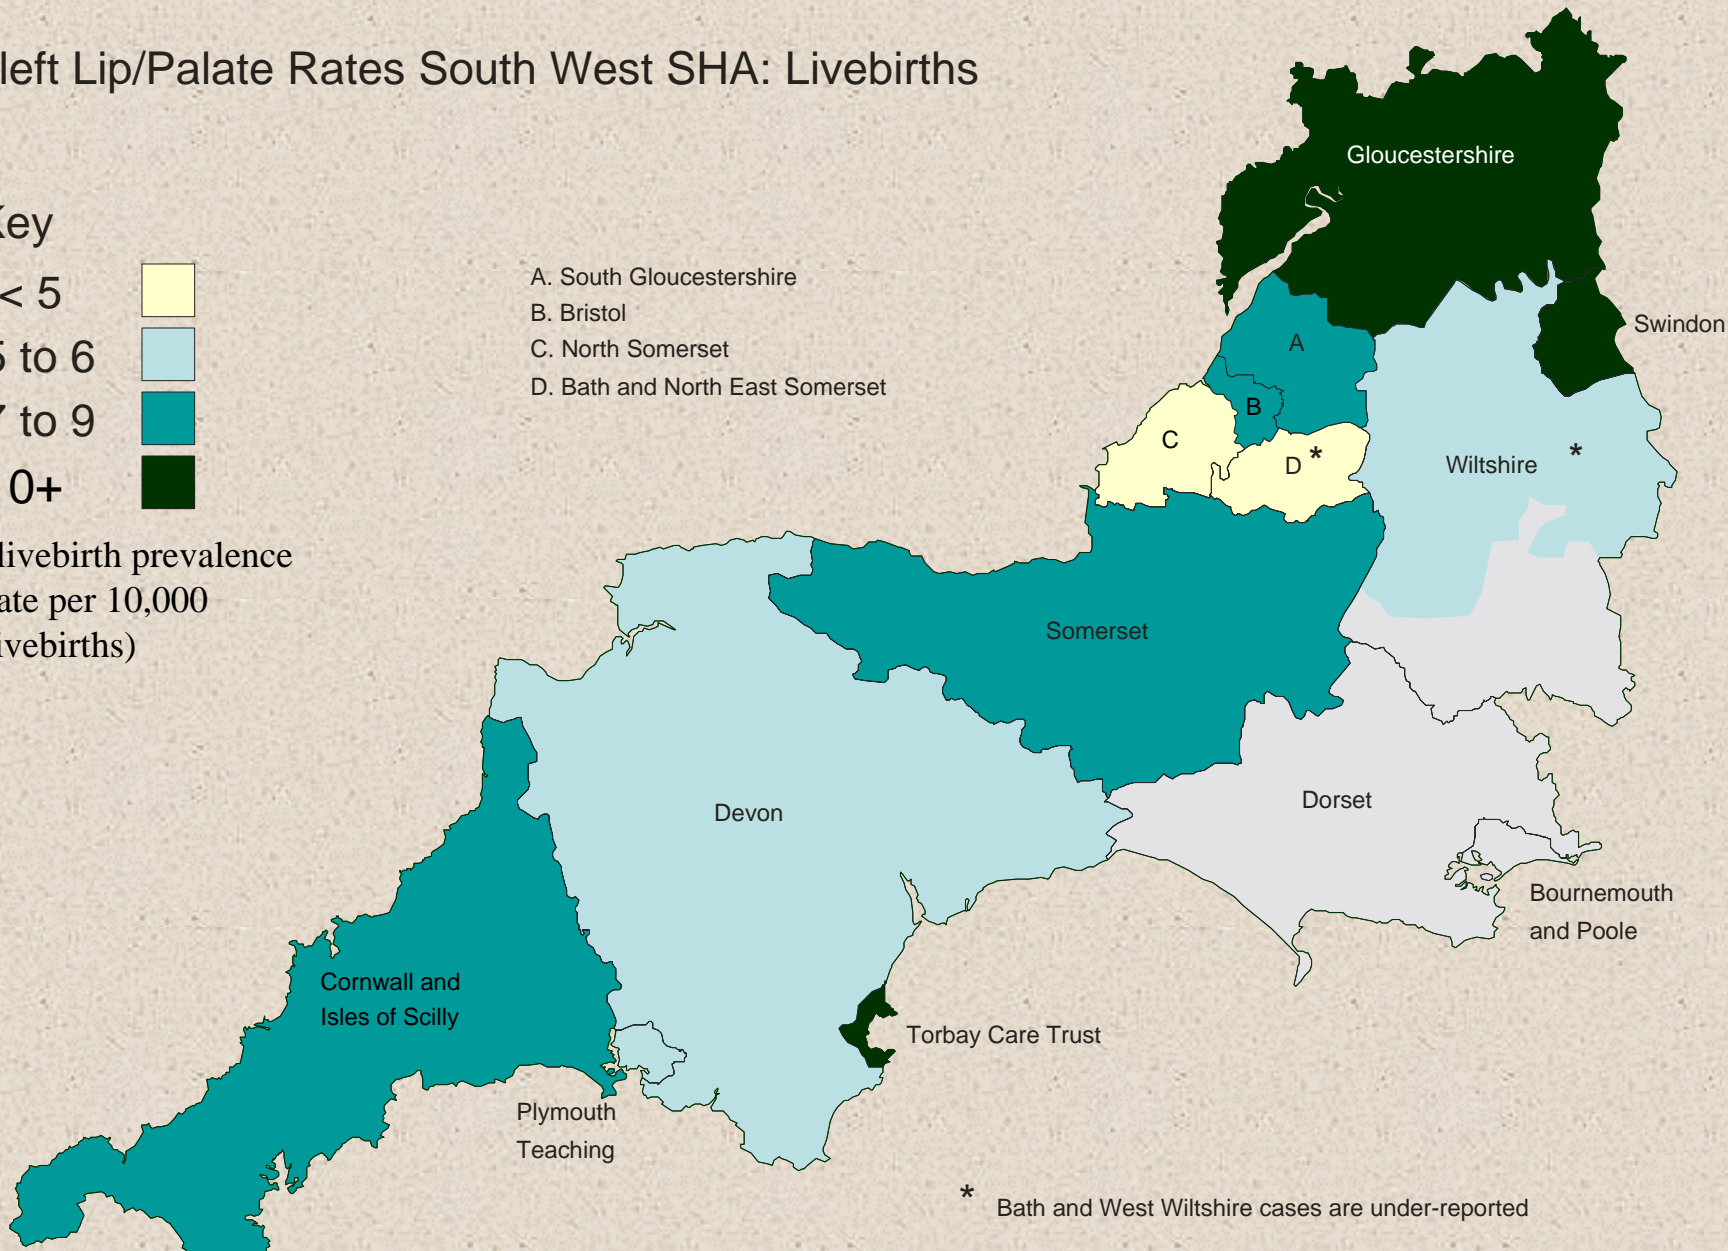 left Lip/Palate Rates South West SHA: Livebirths
Key
< 5
5 to 6
7 to 9
0+
livebirth prevalence
ate per 10,000
ivebirths)
A. South Gloucestershire
B. Bristol
C. North Somerset
D. Bath and North East Somerset
Gloucestershire
Swindon
A
B
C
D *
Wiltshire *
Somerset
Devon
Dorset
Bournemouth
and Poole
Cornwall and
Isles of Scilly
Torbay Care Trust
Plymouth
Teaching
* Bath and West Wiltshire cases are under-reported